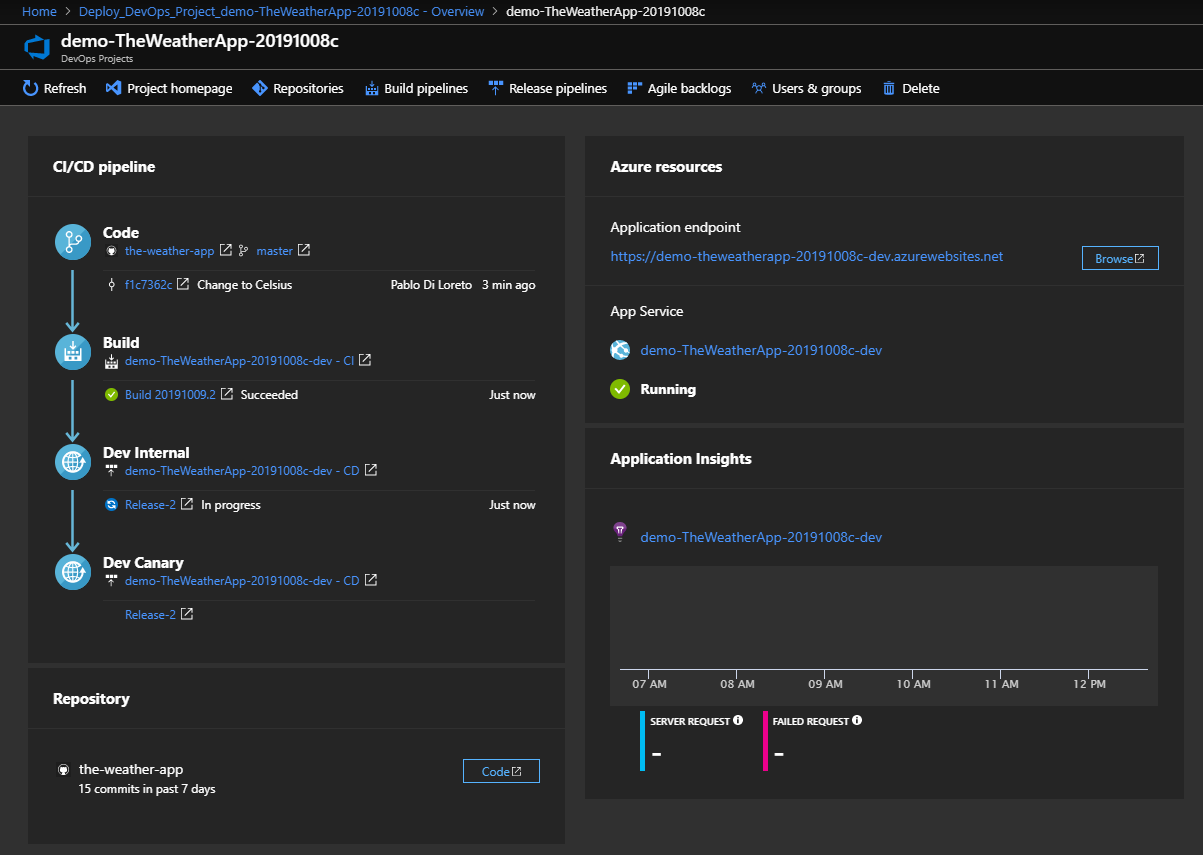 Home > Deploy_DevOps_Project_demo-TheWeatherApp-20191008c - Overview > demo-TheWeatherApp-20191008c
demo-TheWeatherApp-20191008c
DevOps Projects
Refresh Project homepage Repositories Build pipelines Release pipelines Agile backlogs Users & groups Delete
CI/CD pipeline
Code
the-weather-app master
f1c7362c Change to Celsius Pablo Di Loreto 3 min ago
Build
demo-TheWeatherApp-20191008c-dev - CI
Build 20191009.2 Succeeded Just now
Dev Internal
demo-TheWeatherApp-20191008c-dev - CD
Release-2 In progress Just now
Dev Canary
demo-TheWeatherApp-20191008c-dev - CD
Release-2
Repository
the-weather-app Code
15 commits in past 7 days
Azure resources
Application endpoint
https://demo-theweatherapp-20191008c-dev.azurewebsites.net Browse
App Service
demo-TheWeatherApp-20191008c-dev
Running
Application Insights
demo-TheWeatherApp-20191008c-dev
07 AM 08 AM 09 AM 10 AM 11 AM 12 PM
SERVER REQUEST FAILED REQUEST
- -